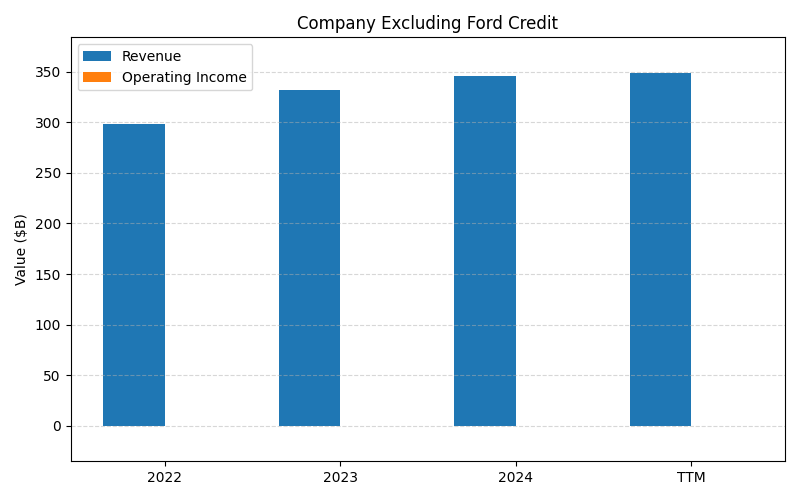 Company Excluding Ford Credit
Revenue
Operating Income
Value ($B)
350
300
250
200
150
100
50
0
2022
2023
2024
TTM